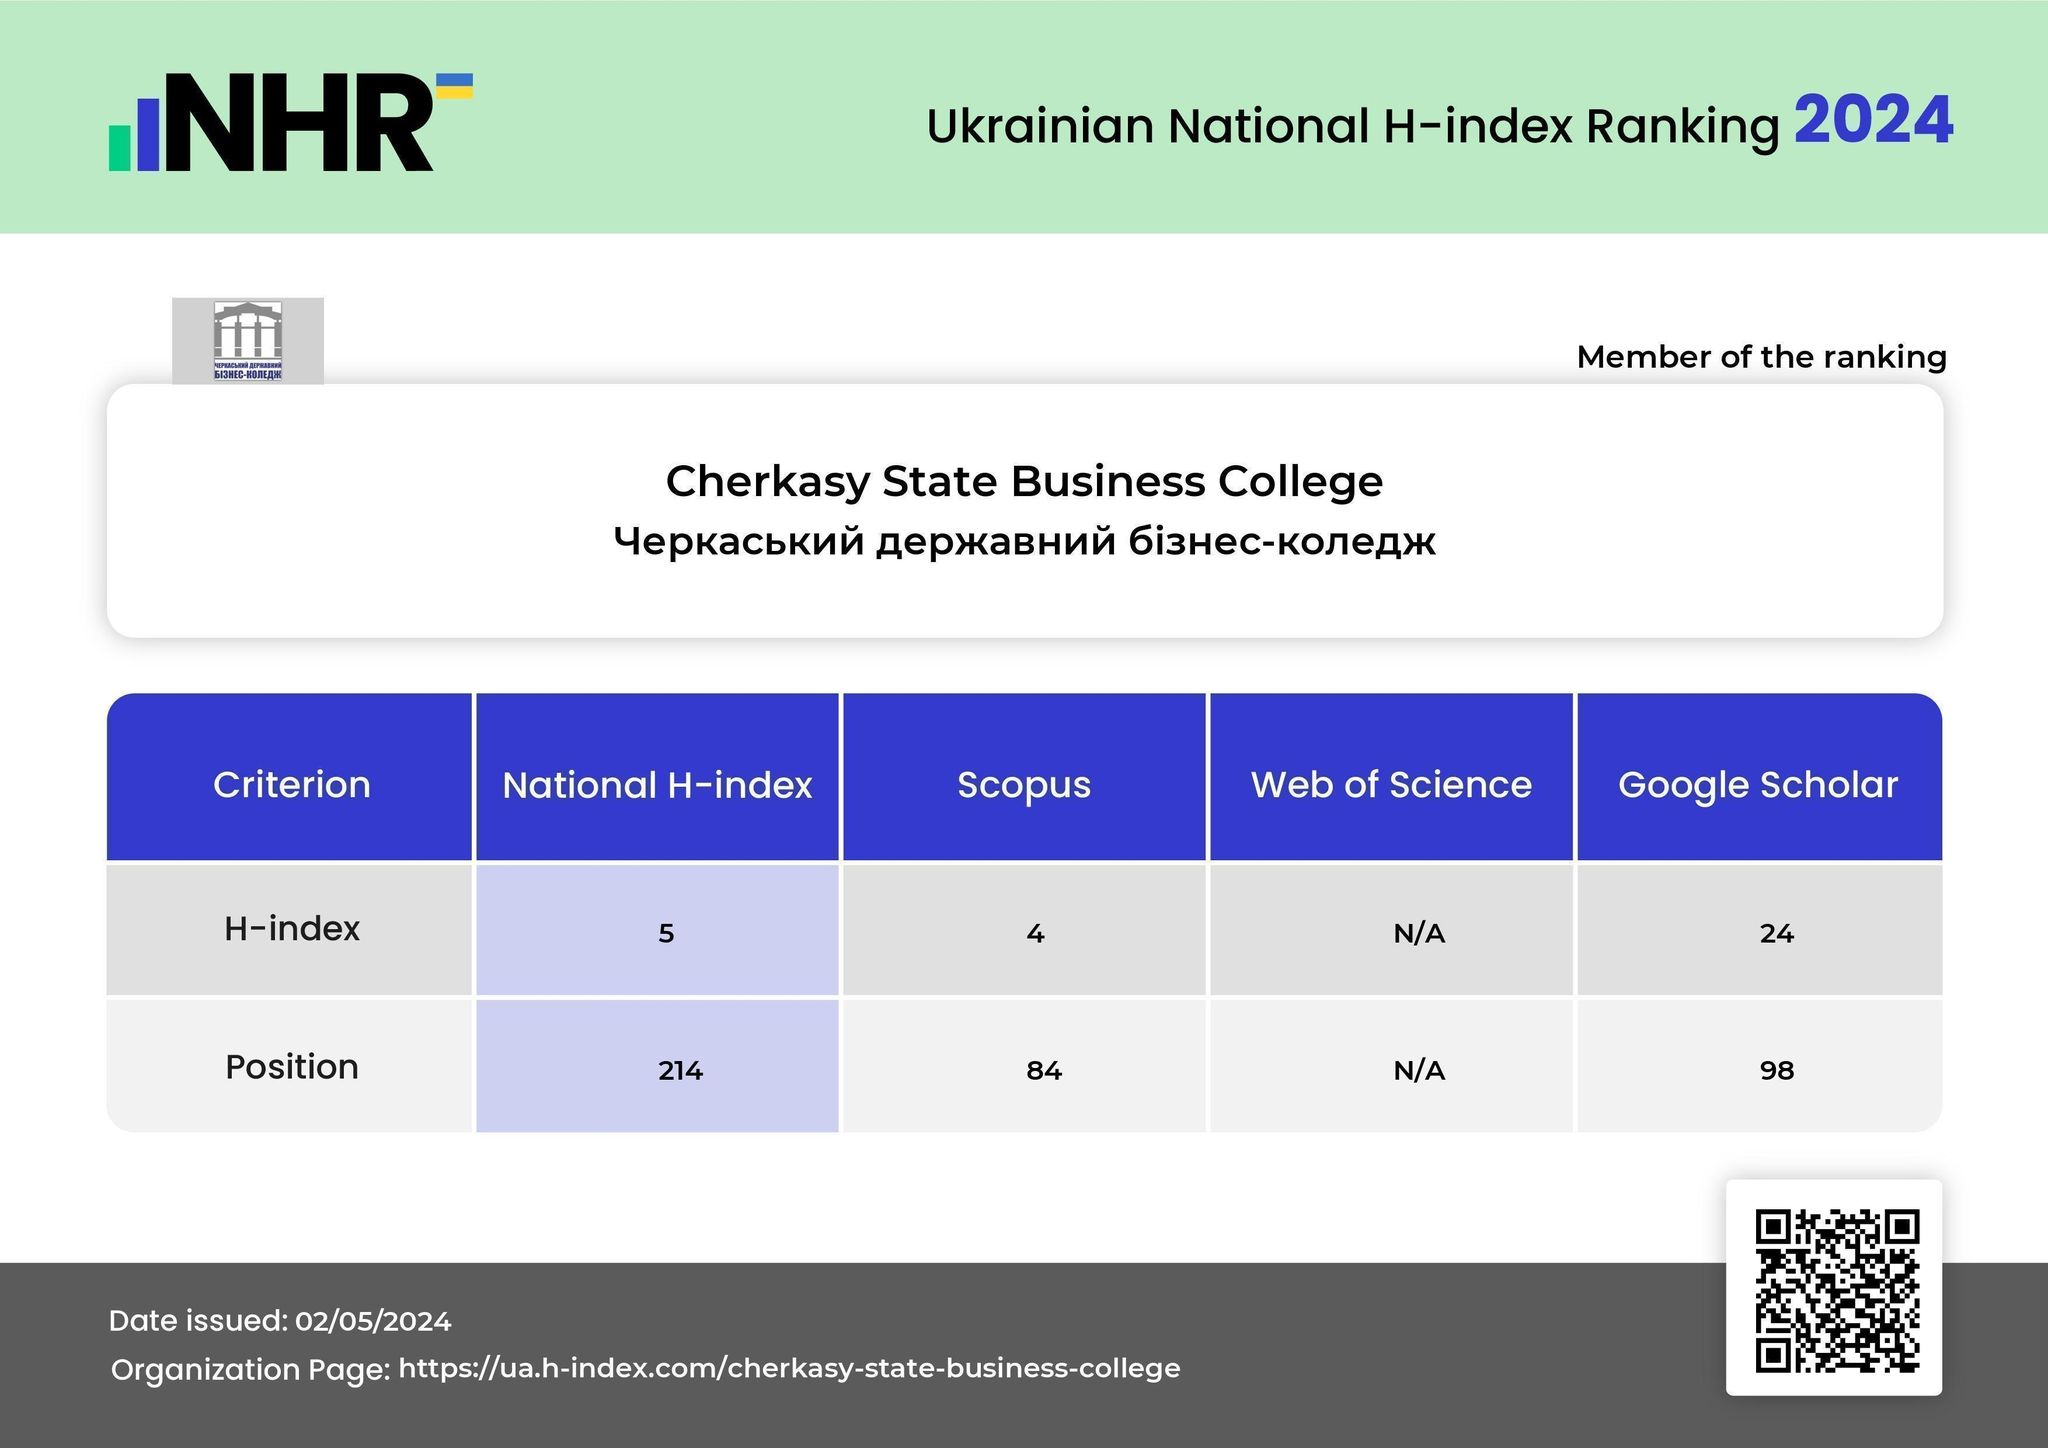 NHR
Ukrainian National H-index Ranking 2024
ЧЕРКАСЬКИЙ ДЕРЖАВНИЙ
БІЗНЕС-КОЛЕДЖ
Member of the ranking
Cherkasy State Business College
Черкаський державний бізнес-коледж
Criterion National H-index Scopus Web of Science Google Scholar
H-index 5 4 N/A 24
Position 214 84 N/A 98
Date issued: 02/05/2024
Organization Page: https://ua.h-index.com/cherkasy-state-business-college